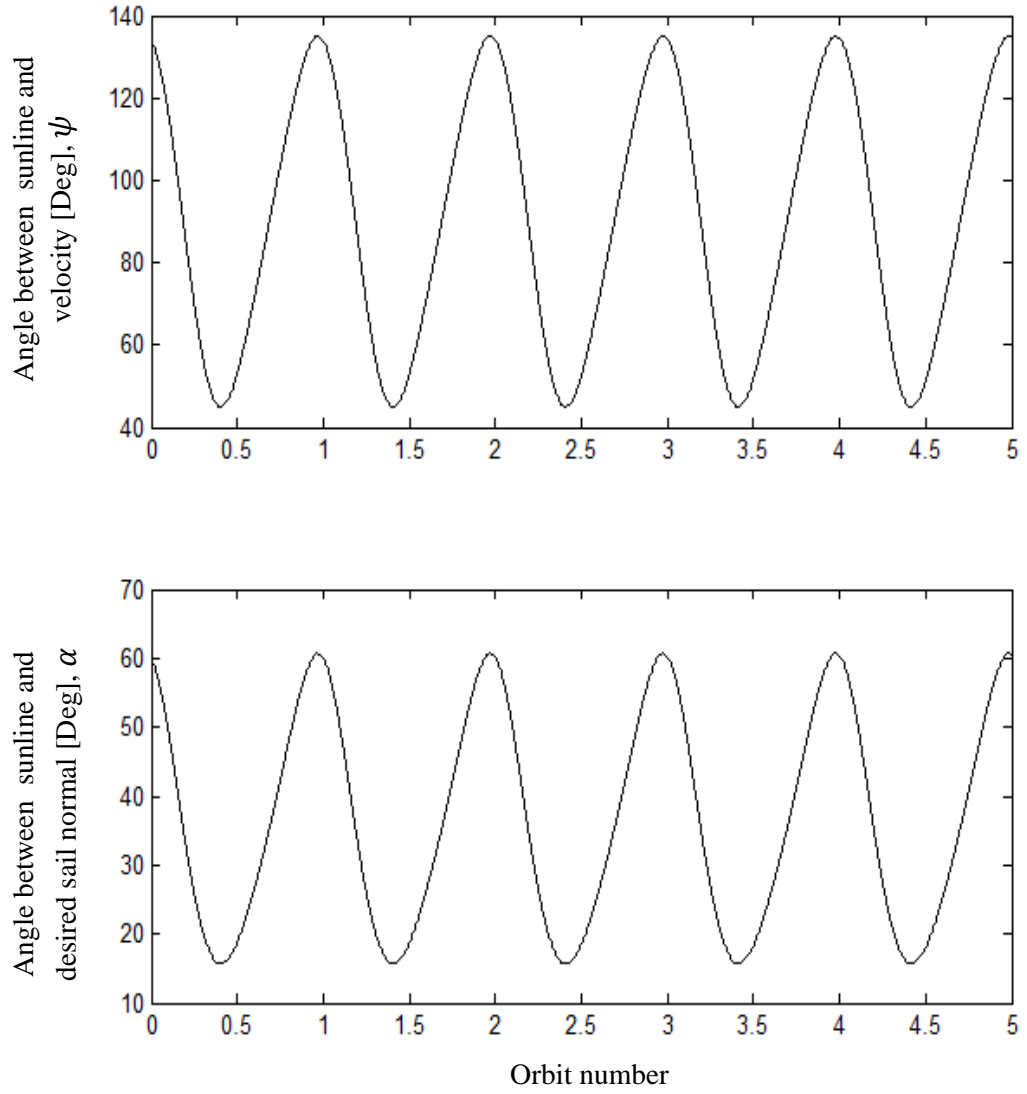 Angle between sunline and
velocity [Deg], ψ
140
120
100
80
60
40
0 0.5 1 1.5 2 2.5 3 3.5 4 4.5 5
Angle between sunline and
desired sail normal [Deg], α
70
60
50
40
30
20
10
0 0.5 1 1.5 2 2.5 3 3.5 4 4.5 5
Orbit number